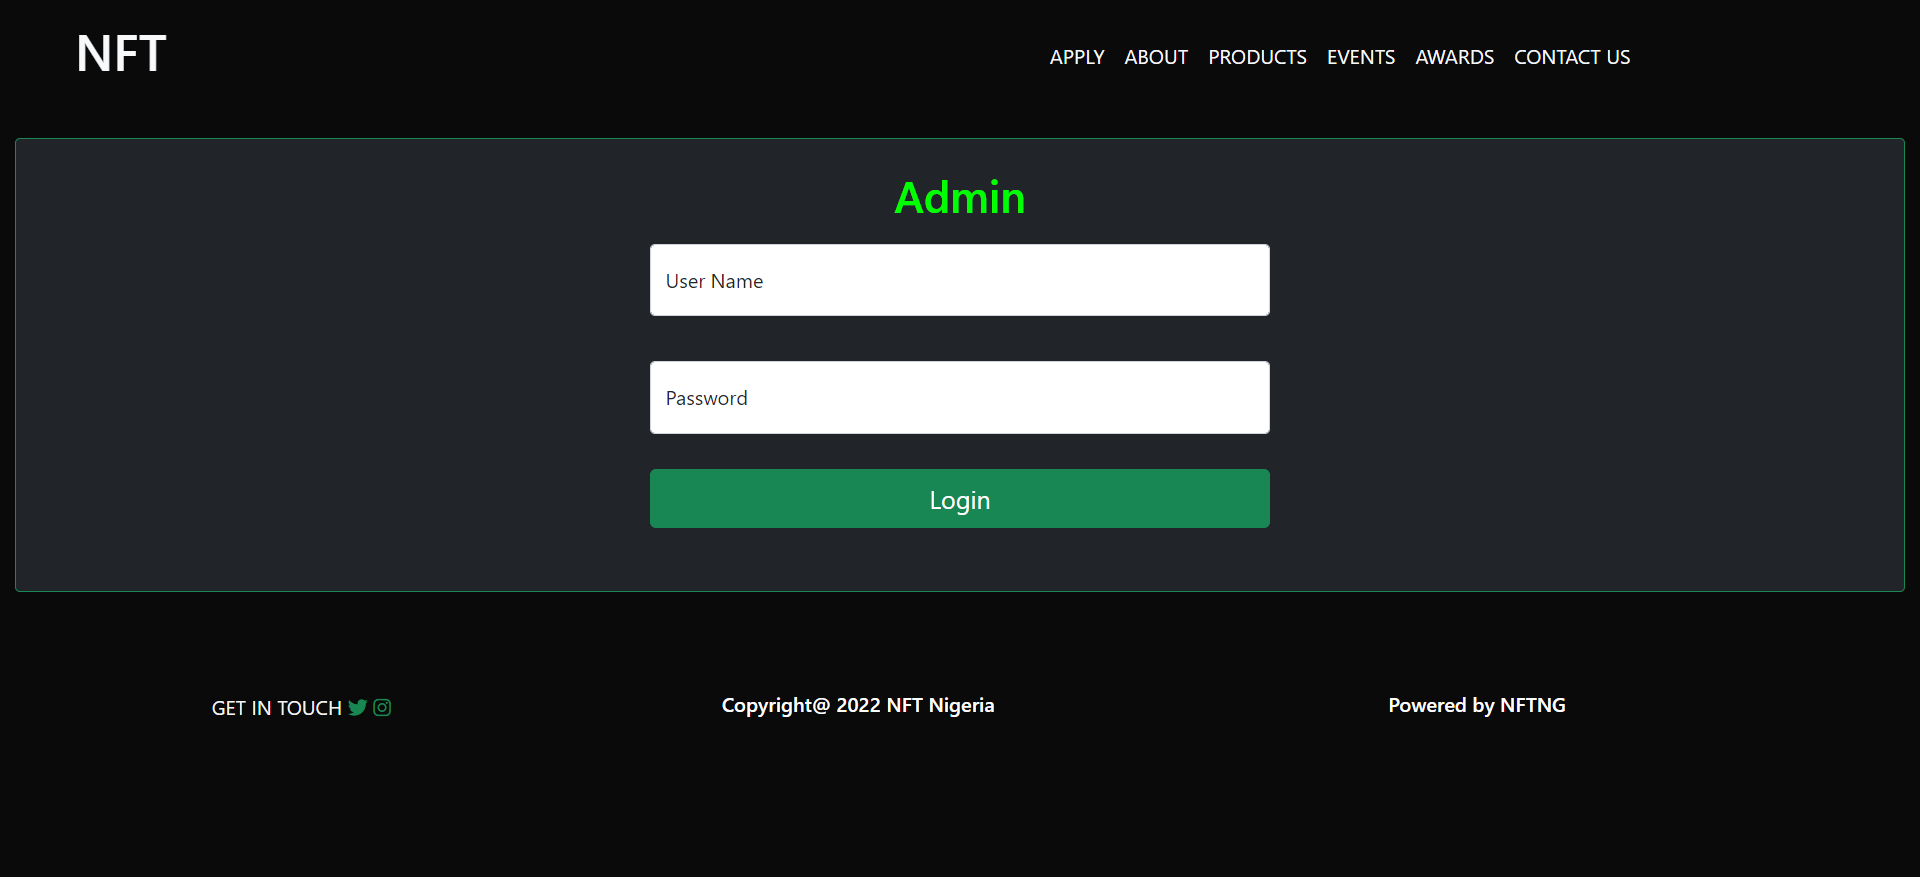 NFT
APPLY ABOUT PRODUCTS EVENTS AWARDS CONTACT US
Admin
User Name
Password
Login
GET IN TOUCH
Copyright@ 2022 NFT Nigeria
Powered by NFTNG